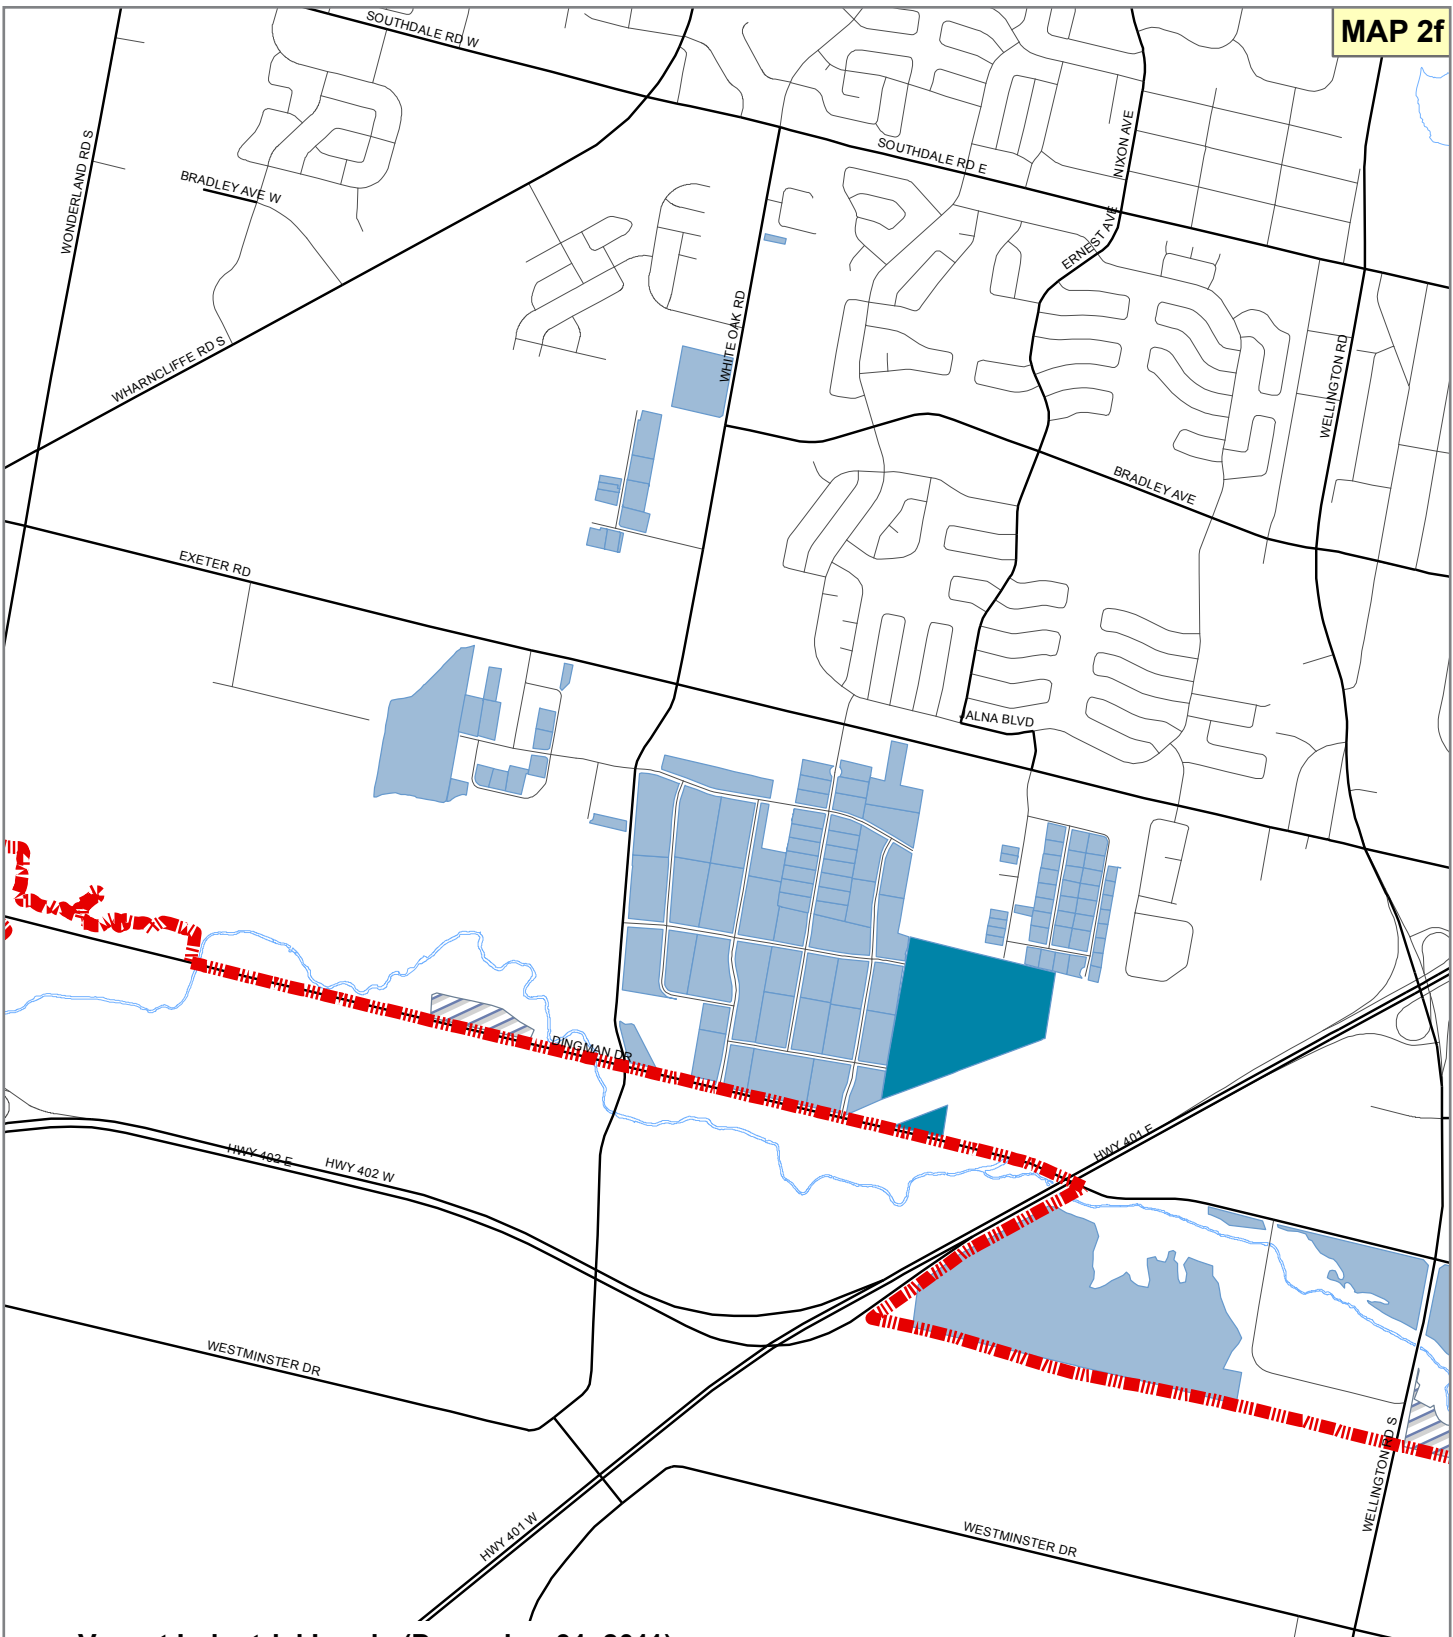 MAP 2f
SOUTHDALE RD W
WONDERLAND RD S
BRADLEY AVE W
SOUTHDALE RD E
NIXON AVE
ERNEST AVE
WHITE OAK RD
WHARNCLIFFE RD S
WELLINGTON RD
BRADLEY AVE
EXETER RD
JALNA BLVD
DINGMAN DR
HWY 401 E
HWY 402 E
HWY 402 W
WESTMINSTER DR
WELLINGTON RD S
HWY 401 W
WESTMINSTER DR